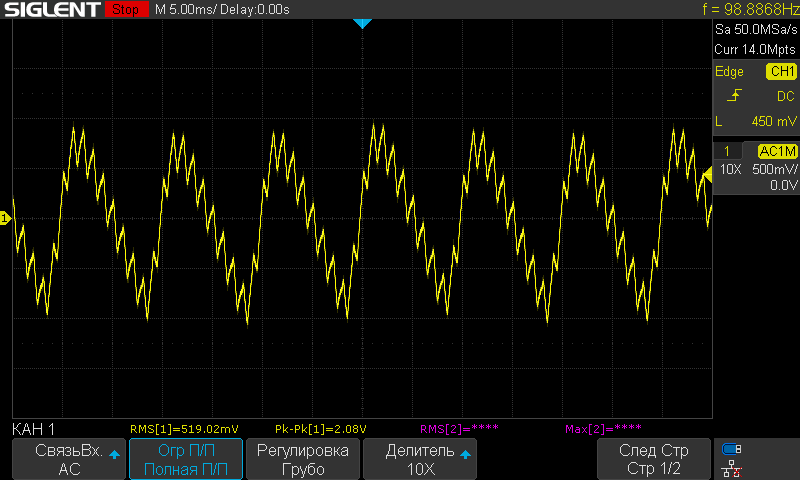 SIGLENT Stop M 5.00ms/ Delay:0.00s f = 98.8868Hz
Sa 50.0MSa/s
Curr 14.0Mpts
Edge CH1
DC
L 450 mV
1 AC1M
10X 500mV/
0.0V
1
КАН 1 RMS[1]=519.02mV Pk-Pk[1]=2.08V RMS[2]=**** Max[2]=****
СвязьВх. Огр П/П Регулировка Делитель След Стр
AC Полная П/П Грубо 10X Стр 1/2